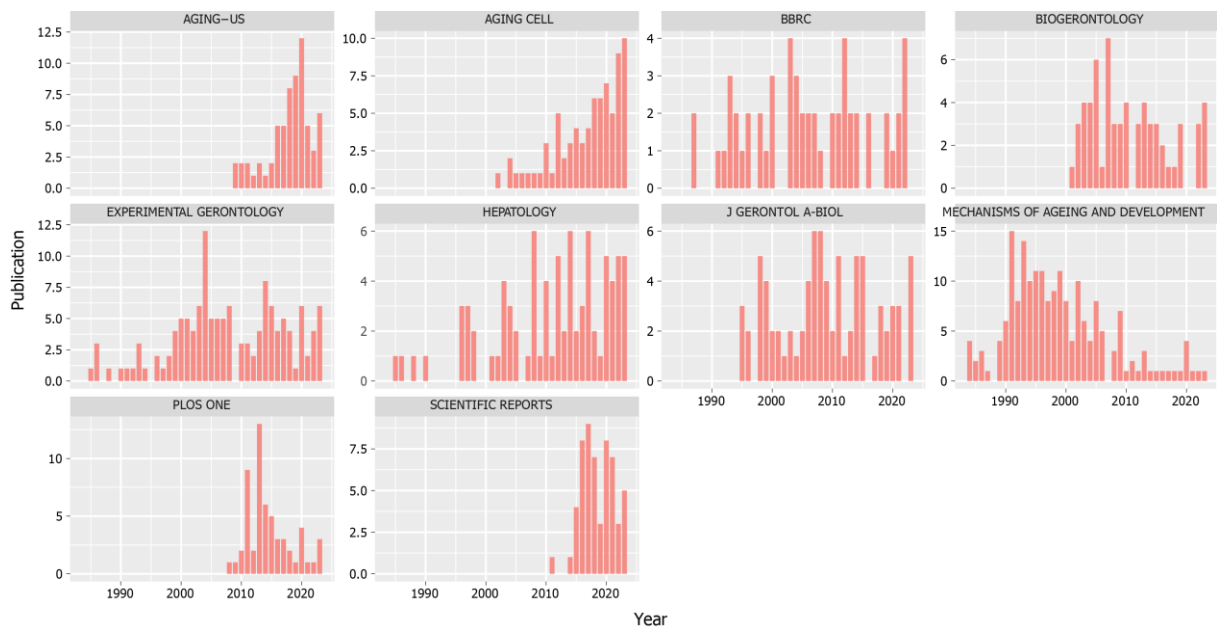 AGING−US
AGING CELL
BBRC
BIOGERONTOLOGY
12.5
10.0
7.5
5.0
2.5
0.0
10.0
7.5
5.0
2.5
0.0
4
3
2
1
0
6
4
2
0
EXPERIMENTAL GERONTOLOGY
HEPATOLOGY
J GERONTOL A-BIOL
MECHANISMS OF AGEING AND DEVELOPMENT
12.5
10.0
7.5
5.0
2.5
0.0
6
4
2
0
6
4
2
0
15
10
5
0
1990 2000 2010 2020
1990 2000 2010 2020
PLOS ONE
SCIENTIFIC REPORTS
10
5
0
7.5
5.0
2.5
0.0
1990 2000 2010 2020
1990 2000 2010 2020
Publication
Year